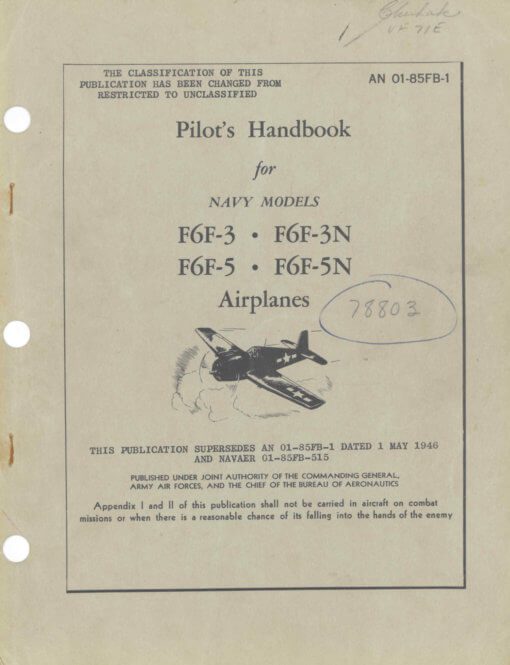 VF 71E
THE CLASSIFICATION OF THIS
PUBLICATION HAS BEEN CHANGED FROM
RESTRICTED TO UNCLASSIFIED
AN 01-85FB-1
Pilot's Handbook
for
NAVY MODELS
F6F-3 • F6F-3N
F6F-5 • F6F-5N
Airplanes
78803
THIS PUBLICATION SUPERSEDES AN 01-85FB-1 DATED 1 MAY 1946
AND NAVAER 01-85FB-515
PUBLISHED UNDER JOINT AUTHORITY OF THE COMMANDING GENERAL,
ARMY AIR FORCES, AND THE CHIEF OF THE BUREAU OF AERONAUTICS
Appendix I and II of this publication shall not be carried in aircraft on combat
missions or when there is a reasonable chance of its falling into the hands of the enemy